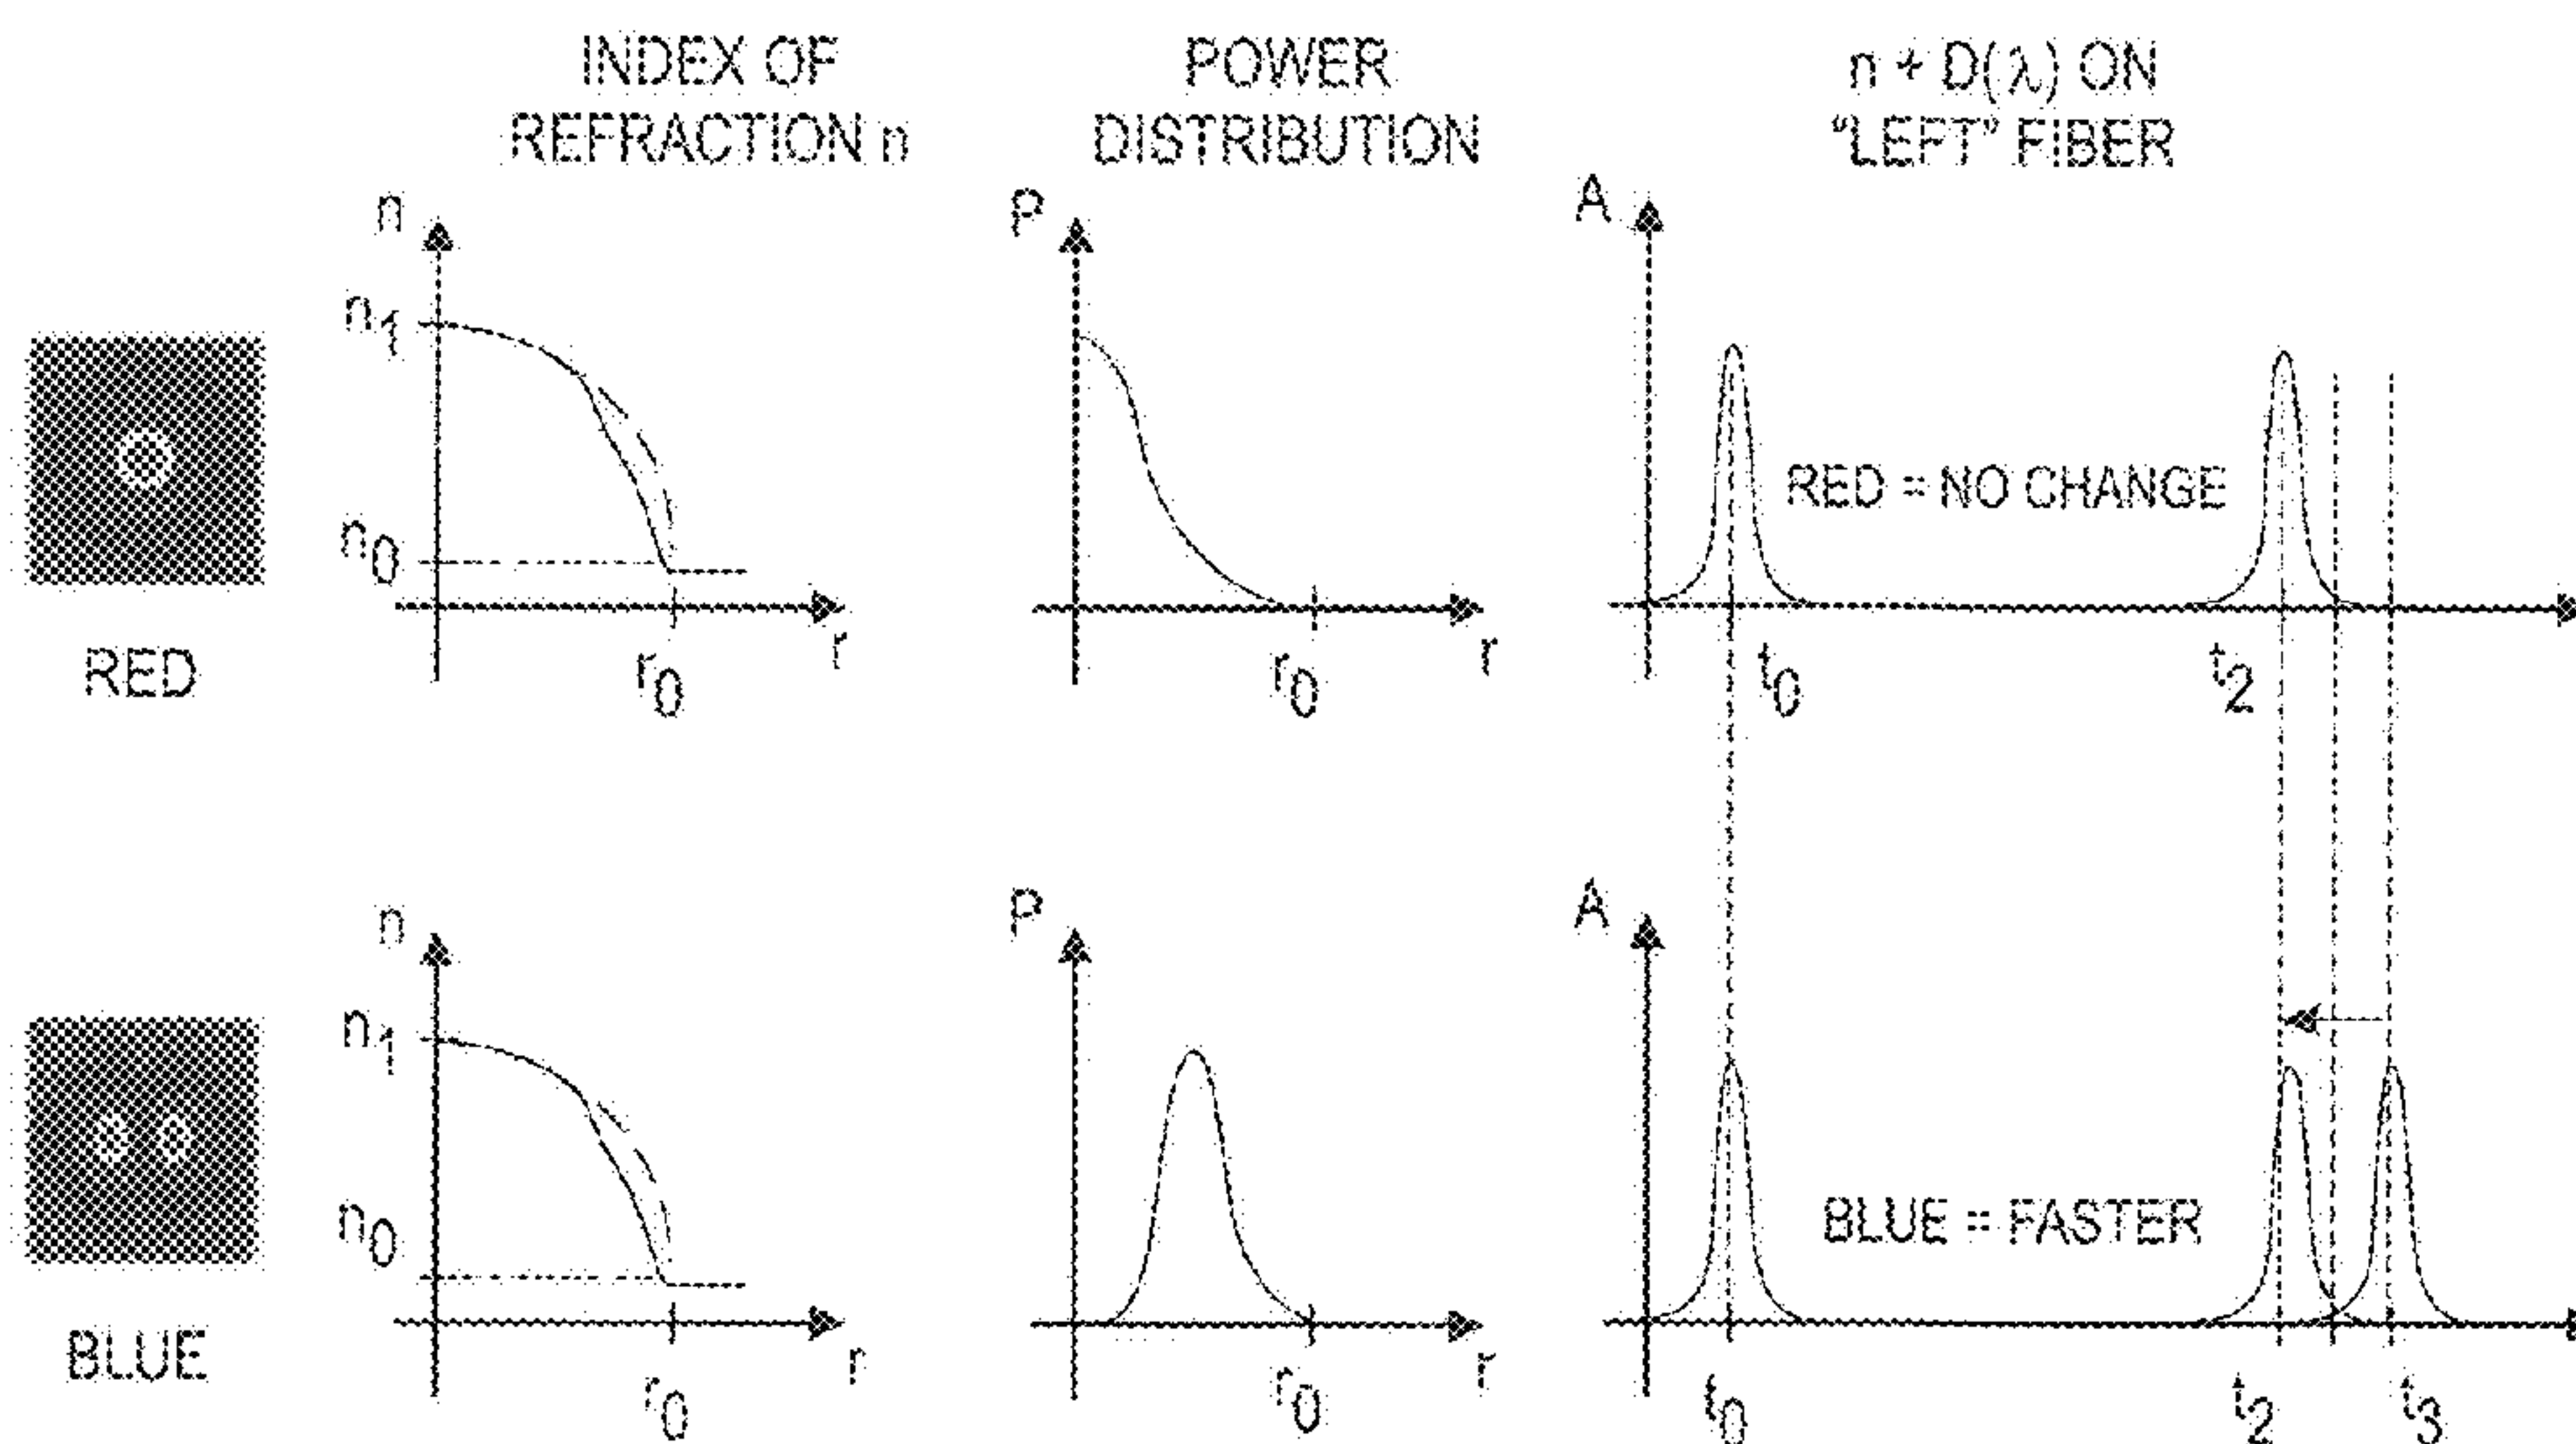 INDEX OF
REFRACTION n
POWER
DISTRIBUTION
n + D(λ) ON
"LEFT" FIBER
n
n1
n0
r0
r
P
r0
r
A
RED = NO CHANGE
t0
t2
RED
n
n1
n0
r0
r
P
r0
r
A
BLUE = FASTER
t0
t2
t3
BLUE